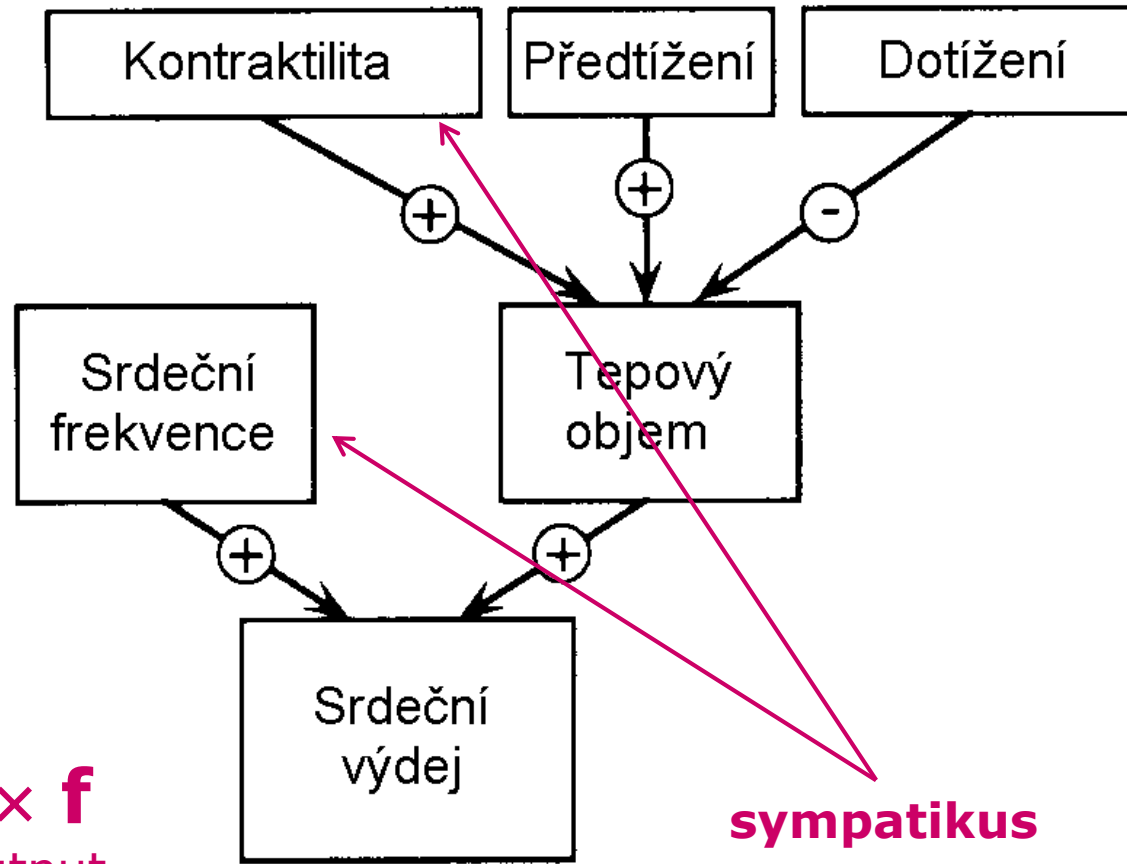 Kontraktilita
Předtížení
Dotížení
+
+
-
Srdeční
frekvence
Tepový
objem
+
+
Srdeční
výdej
× f
sympatikus